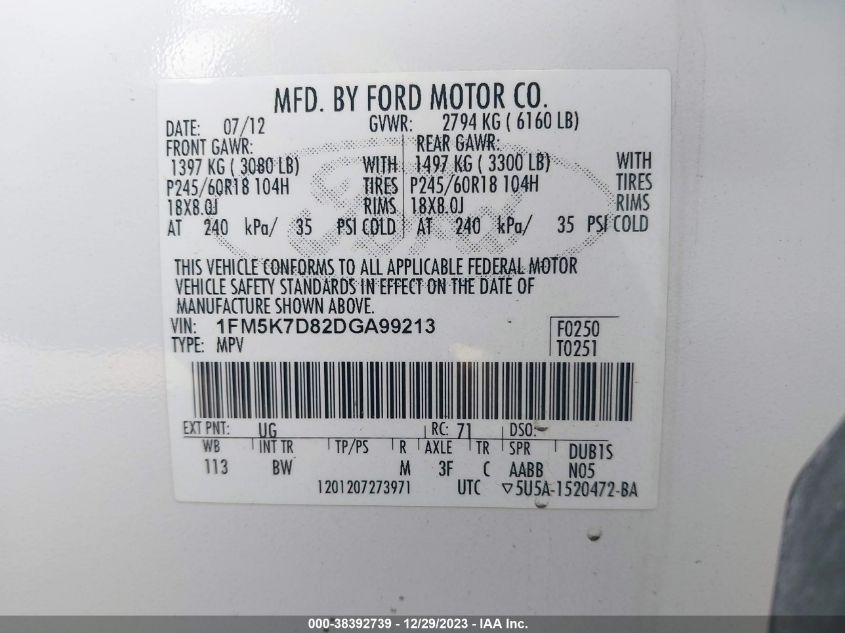 MFD. BY FORD MOTOR CO.
DATE: 07/12 GVWR: 2794 KG ( 6160 LB)
FRONT GAWR: REAR GAWR:
1397 KG ( 3080 LB) WITH 1497 KG ( 3300 LB) WITH
P245/60R18 104H TIRES P245/60R18 104H TIRES
18X8.0J RIMS 18X8.0J RIMS
AT 240 kPa/ 35 PSI COLD AT 240 kPa/ 35 PSI COLD
THIS VEHICLE CONFORMS TO ALL APPLICABLE FEDERAL MOTOR
VEHICLE SAFETY STANDARDS IN EFFECT ON THE DATE OF
MANUFACTURE SHOWN ABOVE.
VIN: 1FM5K7D82DGA99213 F0250
TYPE: MPV T0251
EXT PNT: UG RC: 71 DSO:
WB INT TR TP/PS R AXLE TR SPR DUB1S
113 BW M 3F C AABB N05
1201207273971 UTC ▽5U5A-1520472-BA
000-38392739 - 12/29/2023 - IAA Inc.